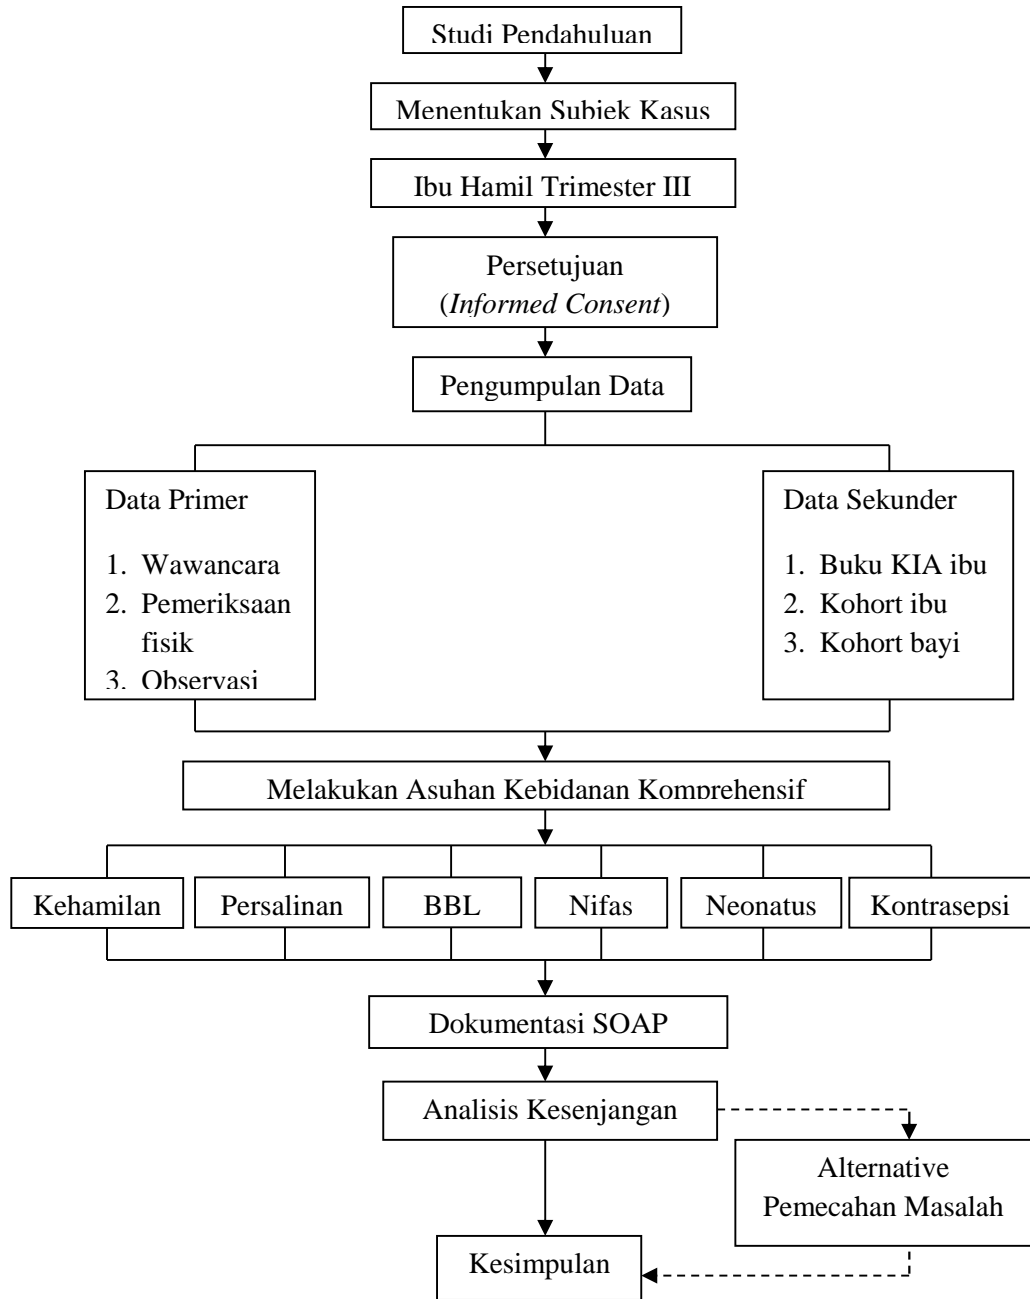 Studi Pendahuluan
Menentukan Subjek Kasus
Ibu Hamil Trimester III
Persetujuan
(Informed Consent)
Pengumpulan Data
Data Primer
1. Wawancara
2. Pemeriksaan
fisik
3. Observasi
Data Sekunder
1. Buku KIA ibu
2. Kohort ibu
3. Kohort bayi
Melakukan Asuhan Kebidanan Komprehensif
Kehamilan
Persalinan
BBL
Nifas
Neonatus
Kontrasepsi
Dokumentasi SOAP
Analisis Kesenjangan
Alternative
Pemecahan Masalah
Kesimpulan